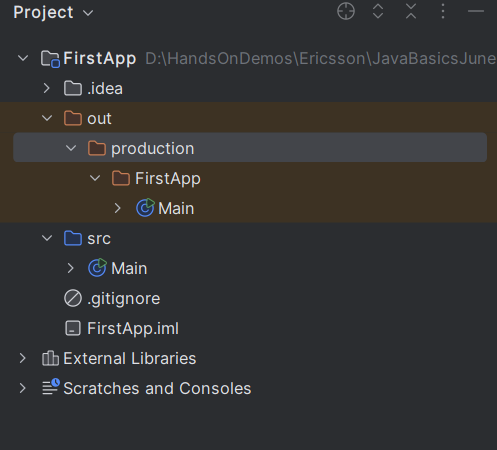 Project
FirstApp D:\HandsOnDemos\Ericsson\JavaBasicsJune
.idea
out
production
FirstApp
Main
src
Main
.gitignore
FirstApp.iml
External Libraries
Scratches and Consoles